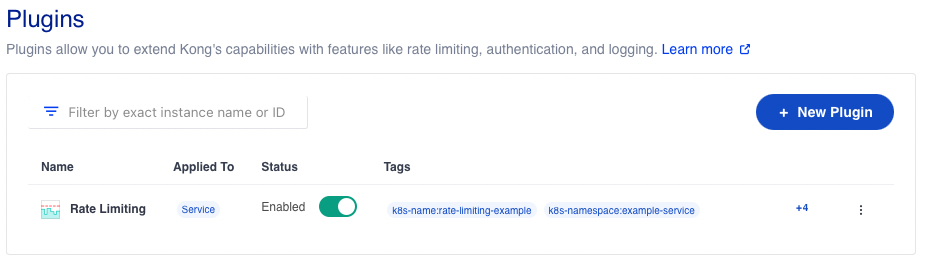 Plugins
Plugins allow you to extend Kong's capabilities with features like rate limiting, authentication, and logging. Learn more
Filter by exact instance name or ID
+ New Plugin
Name Applied To Status Tags
Rate Limiting Service Enabled k8s-name:rate-limiting-example k8s-namespace:example-service +4